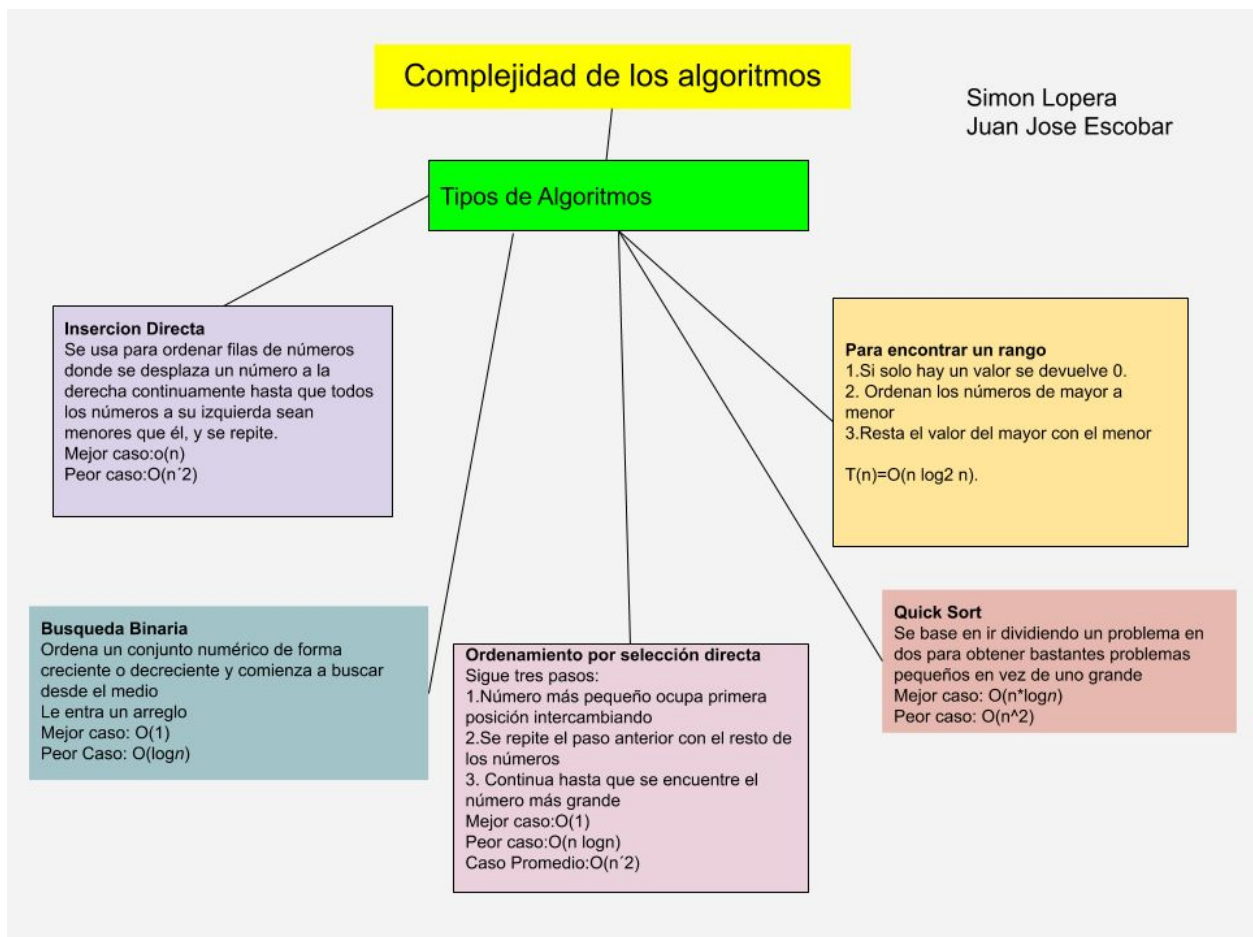 Complejidad de los algoritmos
Simon Lopera
Juan Jose Escobar
Tipos de Algoritmos
Insercion Directa
Se usa para ordenar filas de números
donde se desplaza un número a la
derecha continuamente hasta que todos
los números a su izquierda sean
menores que él, y se repite.
Mejor caso:o(n)
Peor caso:O(n´2)
Para encontrar un rango
1.Si solo hay un valor se devuelve 0.
2. Ordenan los números de mayor a
menor
3.Resta el valor del mayor con el menor
T(n)=O(n log2 n).
Busqueda Binaria
Ordena un conjunto numérico de forma
creciente o decreciente y comienza a buscar
desde el medio
Le entra un arreglo
Mejor caso: O(1)
Peor Caso: O(logn)
Ordenamiento por selección directa
Sigue tres pasos:
1.Número más pequeño ocupa primera
posición intercambiando
2.Se repite el paso anterior con el resto de
los números
3. Continua hasta que se encuentre el
número más grande
Mejor caso:O(1)
Peor caso:O(n logn)
Caso Promedio:O(n´2)
Quick Sort
Se base en ir dividiendo un problema en
dos para obtener bastantes problemas
pequeños en vez de uno grande
Mejor caso: O(n*logn)
Peor caso: O(n^2)